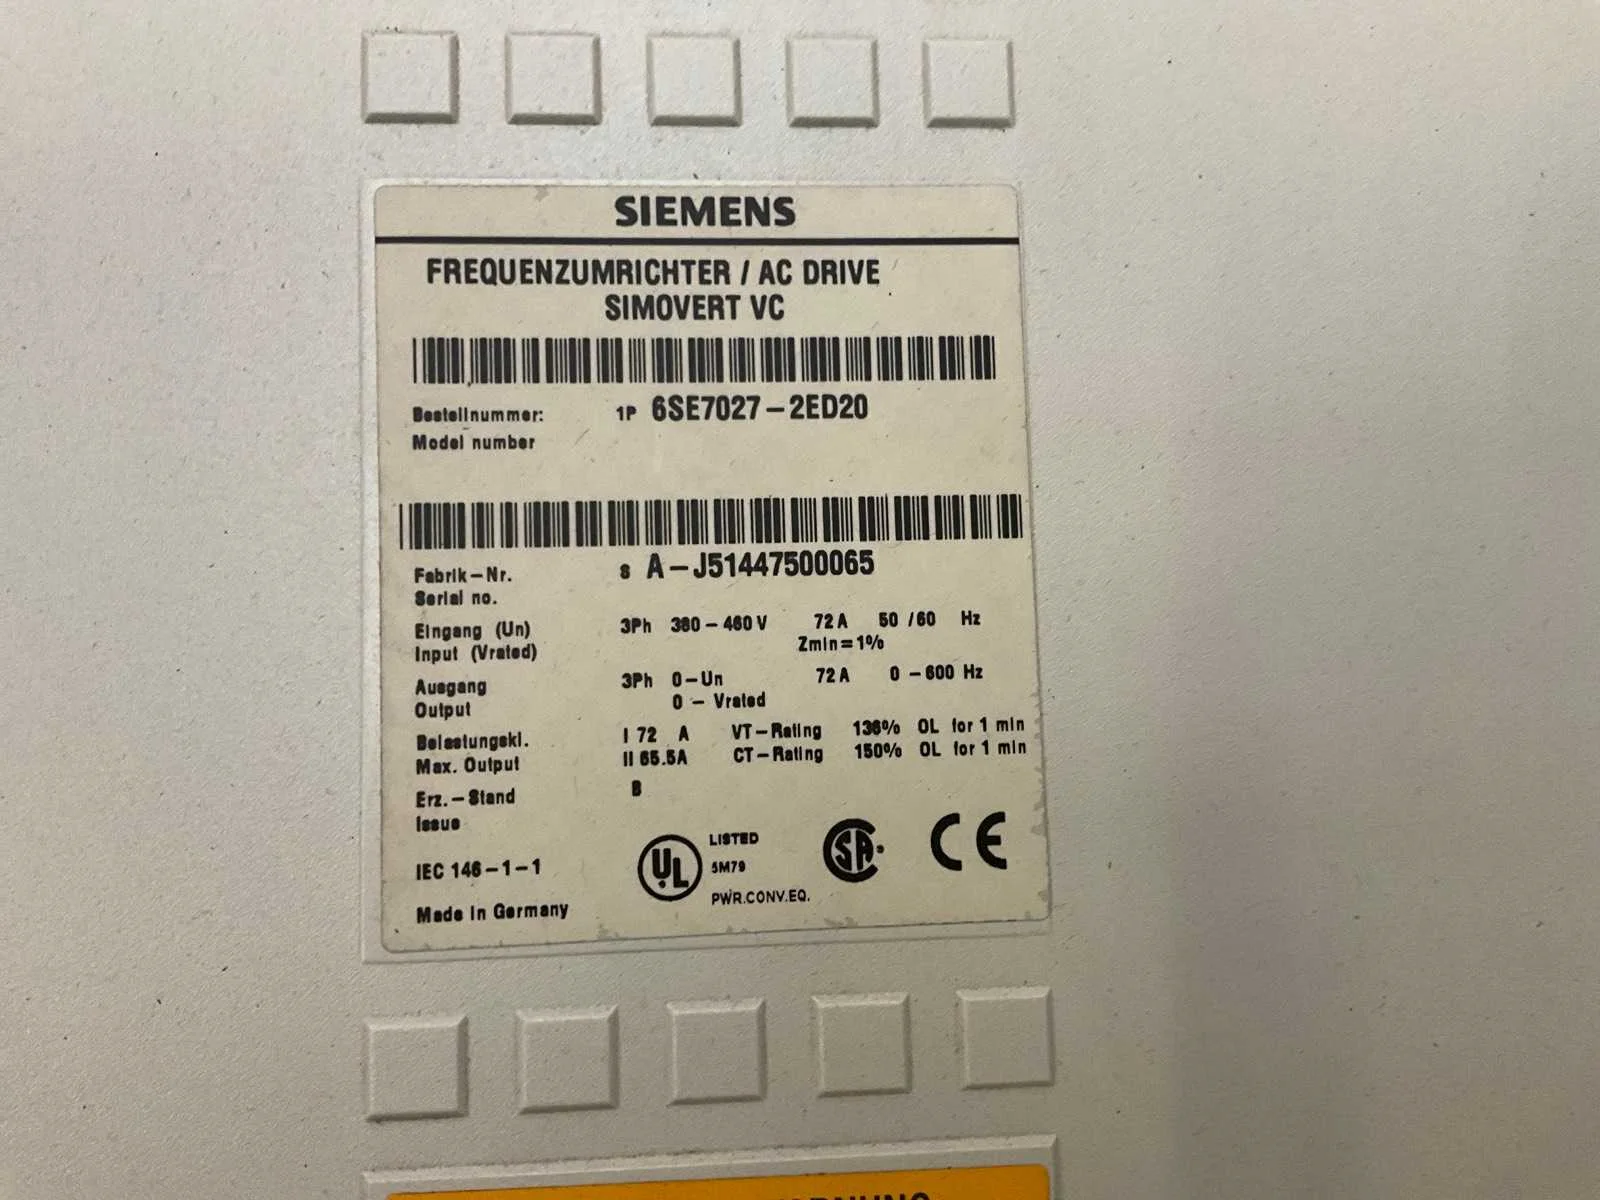 SIEMENS
FREQUENZUMRICHTER / AC DRIVE
SIMOVERT VC
Bestellnummer: 1P 6SE7027-2ED20
Model number
Fabrik-Nr. S A-J51447500065
Serial no.
Eingang (Un) 3Ph 380-460 V 72 A 50 /60 Hz
Input (Vrated) Zmin=1%
Ausgang 3Ph 0-Un 72 A 0 - 600 Hz
Output 0 - Vrated
Belastungskl. I 72 A VT-Rating 136% OL for 1 min
Max. Output II 65.5A CT-Rating 150% OL for 1 min
Erz.-Stand B
Issue
IEC 146-1-1
Made in Germany
UL LISTED
5M79
PWR.CONV.EQ.
SA
CE